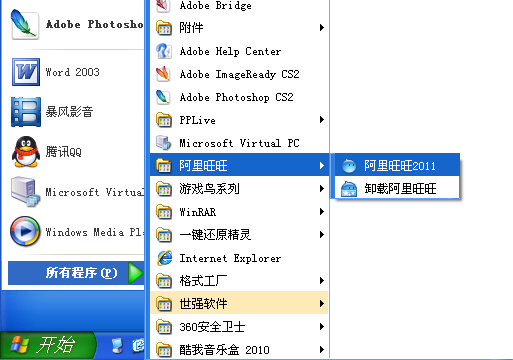 Adobe Photosho
Word 2003
暴风影音
腾讯QQ
Microsoft Virtua
Windows Media Pla
所有程序(P)
开始
Adobe Bridge
附件
Adobe Help Center
Adobe ImageReady CS2
Adobe Photoshop CS2
PPLive
Microsoft Virtual PC
阿里旺旺
游戏鸟系列
WinRAR
一键还原精灵
Internet Explorer
格式工厂
世强软件
360安全卫士
酷我音乐盒 2010
阿里旺旺2011
卸载阿里旺旺